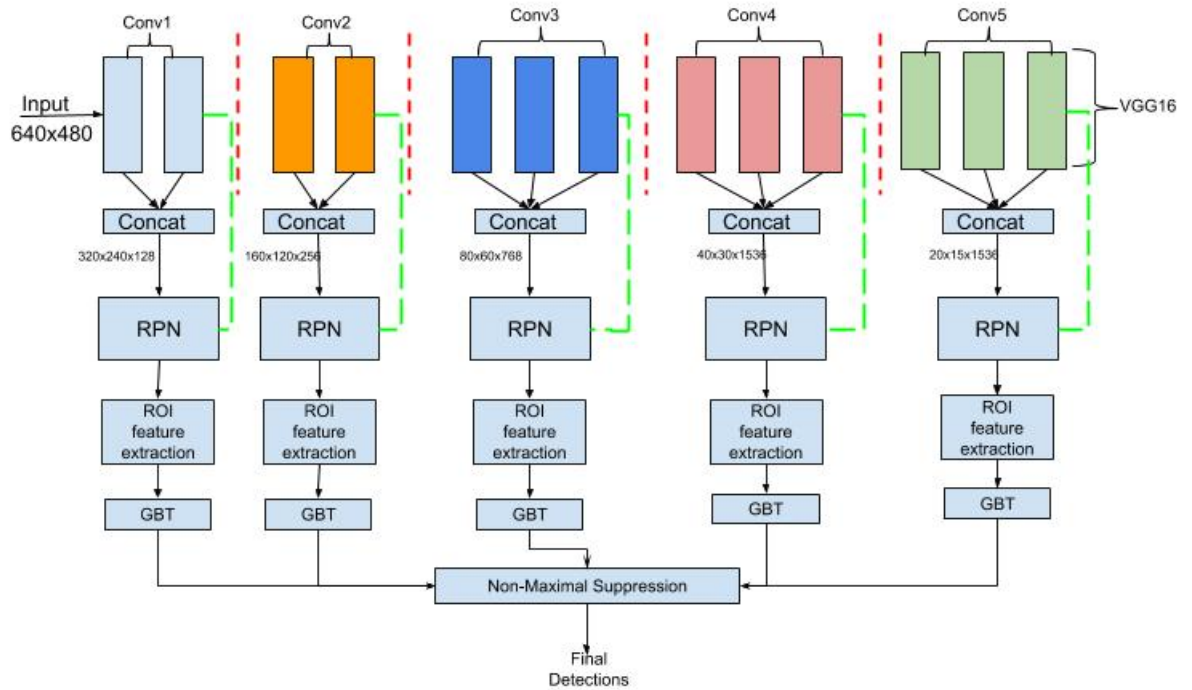 Conv1
Conv2
Conv3
Conv4
Conv5
Input
640x480
VGG16
Concat
Concat
Concat
Concat
Concat
320x240x128
160x120x256
80x60x768
40x30x1536
20x15x1536
RPN
RPN
RPN
RPN
RPN
ROI
feature
extraction
ROI
feature
extraction
ROI
feature
extraction
ROI
feature
extraction
ROI
feature
extraction
GBT
GBT
GBT
GBT
GBT
Non-Maximal Suppression
Final
Detections